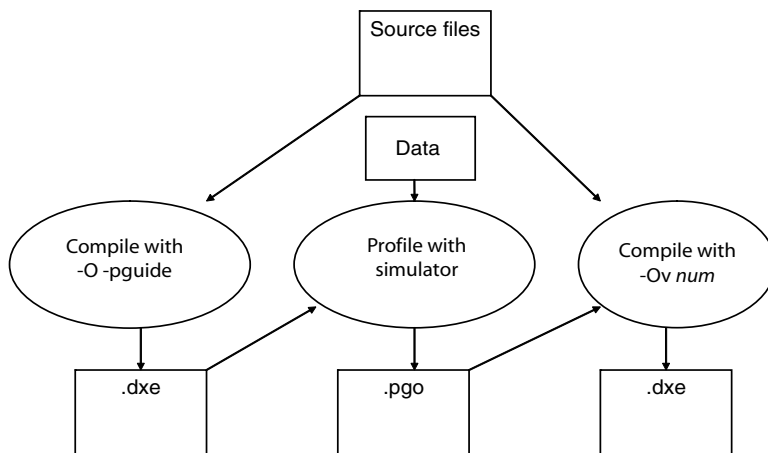 Source files
Data
Compile with
-O -pguide
Profile with
simulator
Compile with
-Ov num
.dxe
.pgo
.dxe